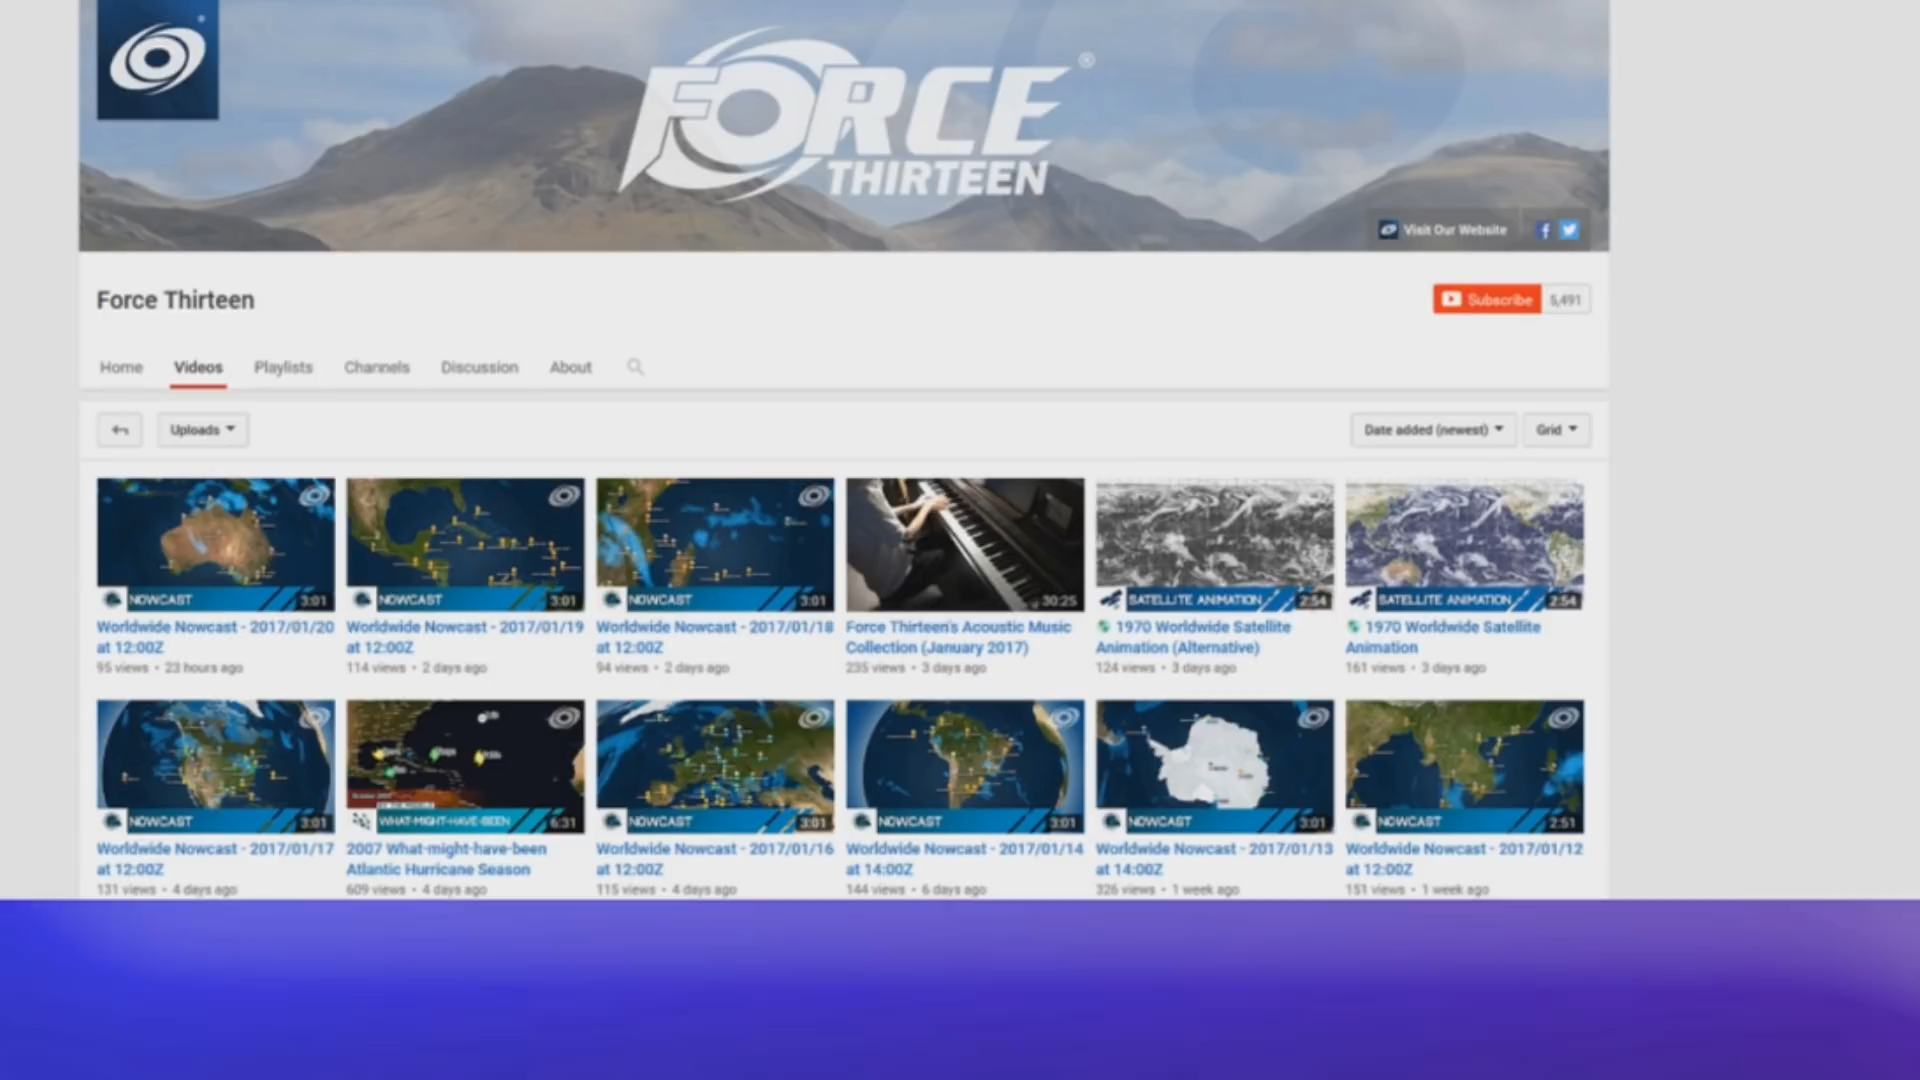 FORCE
THIRTEEN
Visit Our Website
Force Thirteen
Subscribe 5,491
Home Videos Playlists Channels Discussion About
Uploads Date added (newest) Grid
NOWCAST 3:01
NOWCAST 3:01
NOWCAST 3:01
30:25
SATELLITE ANIMATION 2:54
SATELLITE ANIMATION 2:54
Worldwide Nowcast - 2017/01/20
at 12:00Z
95 views • 23 hours ago
Worldwide Nowcast - 2017/01/19
at 12:00Z
114 views • 2 days ago
Worldwide Nowcast - 2017/01/18
at 12:00Z
94 views • 2 days ago
Force Thirteen's Acoustic Music
Collection (January 2017)
235 views • 3 days ago
1970 Worldwide Satellite
Animation (Alternative)
124 views • 3 days ago
1970 Worldwide Satellite
Animation
161 views • 3 days ago
NOWCAST 3:01
WHAT-MIGHT-HAVE-BEEN 6:31
NOWCAST 3:01
NOWCAST 3:01
NOWCAST 3:01
NOWCAST 2:51
Worldwide Nowcast - 2017/01/17
at 12:00Z
131 views • 4 days ago
2007 What-might-have-been
Atlantic Hurricane Season
609 views • 4 days ago
Worldwide Nowcast - 2017/01/16
at 12:00Z
115 views • 4 days ago
Worldwide Nowcast - 2017/01/14
at 14:00Z
144 views • 6 days ago
Worldwide Nowcast - 2017/01/13
at 14:00Z
326 views • 1 week ago
Worldwide Nowcast - 2017/01/12
at 12:00Z
151 views • 1 week ago